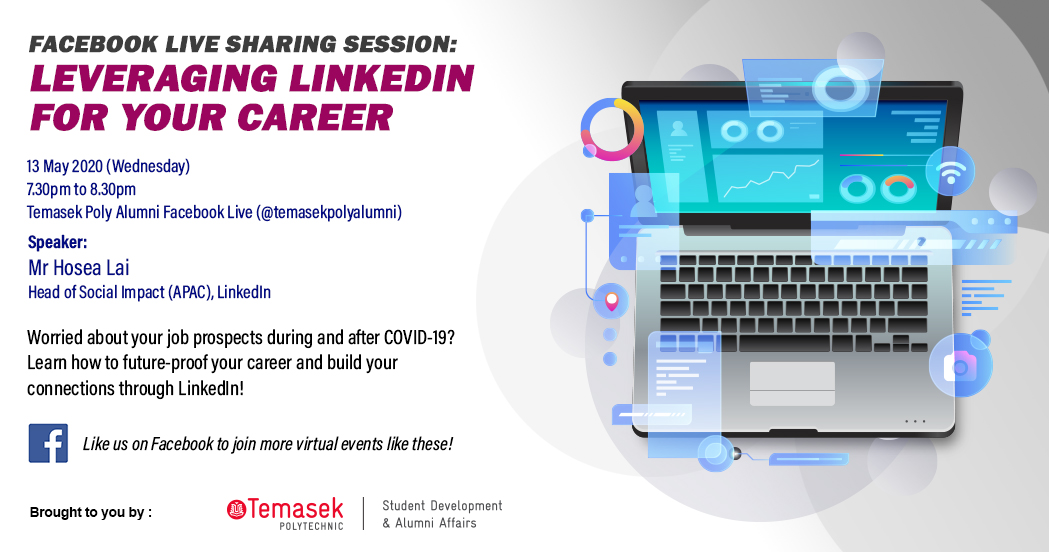 FACEBOOK LIVE SHARING SESSION:
LEVERAGING LINKEDIN
FOR YOUR CAREER
13 May 2020 (Wednesday)
7.30pm to 8.30pm
Temasek Poly Alumni Facebook Live (@temasekpolyalumni)
Speaker:
Mr Hosea Lai
Head of Social Impact (APAC), LinkedIn
Worried about your job prospects during and after COVID-19?
Learn how to future-proof your career and build your
connections through LinkedIn!
Like us on Facebook to join more virtual events like these!
Brought to you by :
Temasek
POLYTECHNIC
Student Development
& Alumni Affairs